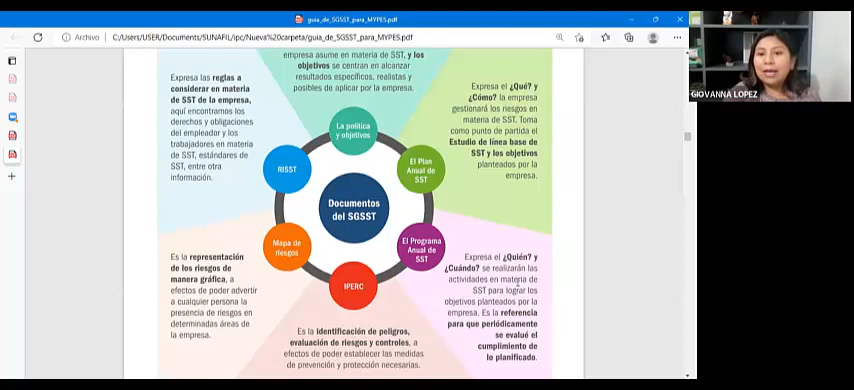 guia_de_SGSST_para_MYPES.pdf
Archivo
C:/Users/USER/Documents/SUNAFIL/ipc/Nueva%20carpeta/guia_de_SGSST_para_MYPES.pdf
GIOVANNA LOPEZ
empresa asume en materia de SST, y los
objetivos se centran en alcanzar
resultados específicos, realistas y
posibles de aplicar por la empresa.
Expresa las reglas a
considerar en materia
de SST de la empresa,
aquí encontramos los
derechos y obligaciones
del empleador y los
trabajadores en materia
de SST, estándares de
SST, entre otra
información.
Expresa el ¿Qué? y
¿Cómo? la empresa
gestionará los riesgos en
materia de SST. Toma
como punto de partida el
Estudio de línea base de
SST y los objetivos
planteados por la
empresa.
La política
y objetivos
RISST
El Plan
Anual de
SST
Documentos
del SGSST
Mapa de
riesgos
El Programa
Anual de
SST
IPERC
Es la representación
de los riesgos de
manera gráfica, a
efectos de poder advertir
a cualquier persona la
presencia de riesgos en
determinadas áreas de
la empresa.
Expresa el ¿Quién? y
¿Cuándo? se realizarán las
actividades en materia de
SST para lograr los
objetivos planteados por la
empresa. Es la referencia
para que periódicamente
se evalué el
cumplimiento de
lo planificado.
Es la identificación de peligros,
evaluación de riesgos y controles, a
efectos de poder establecer las medidas
de prevención y protección necesarias.